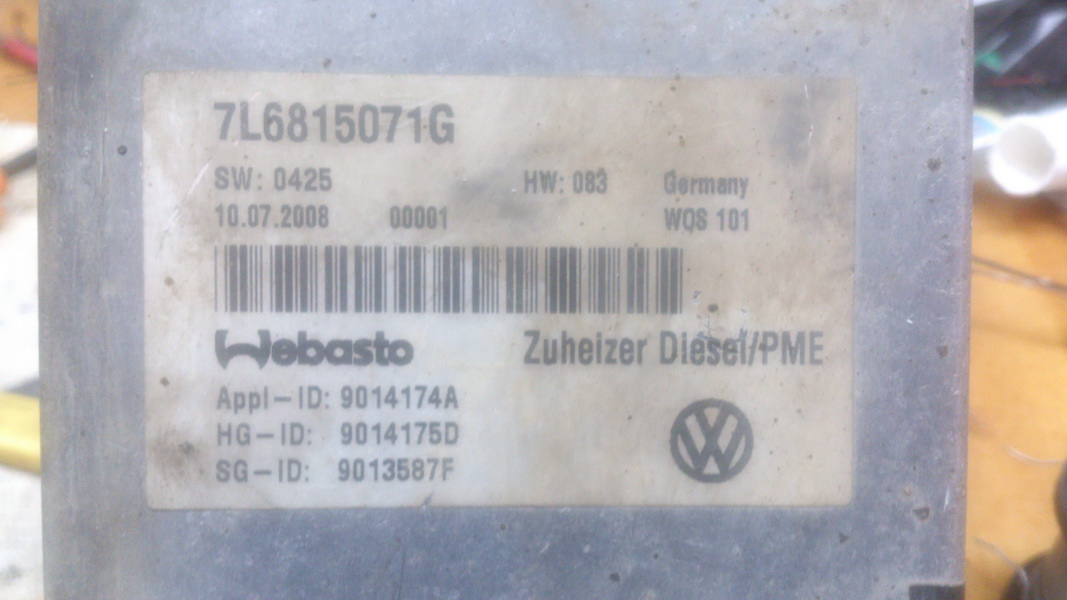 7L6815071G
SW: 0425 HW: 083 Germany
10.07.2008 00001 WQS 101
Webasto Zuheizer Diesel/PME
Appl-ID: 9014174A
HG-ID: 9014175D
SG-ID: 9013587F